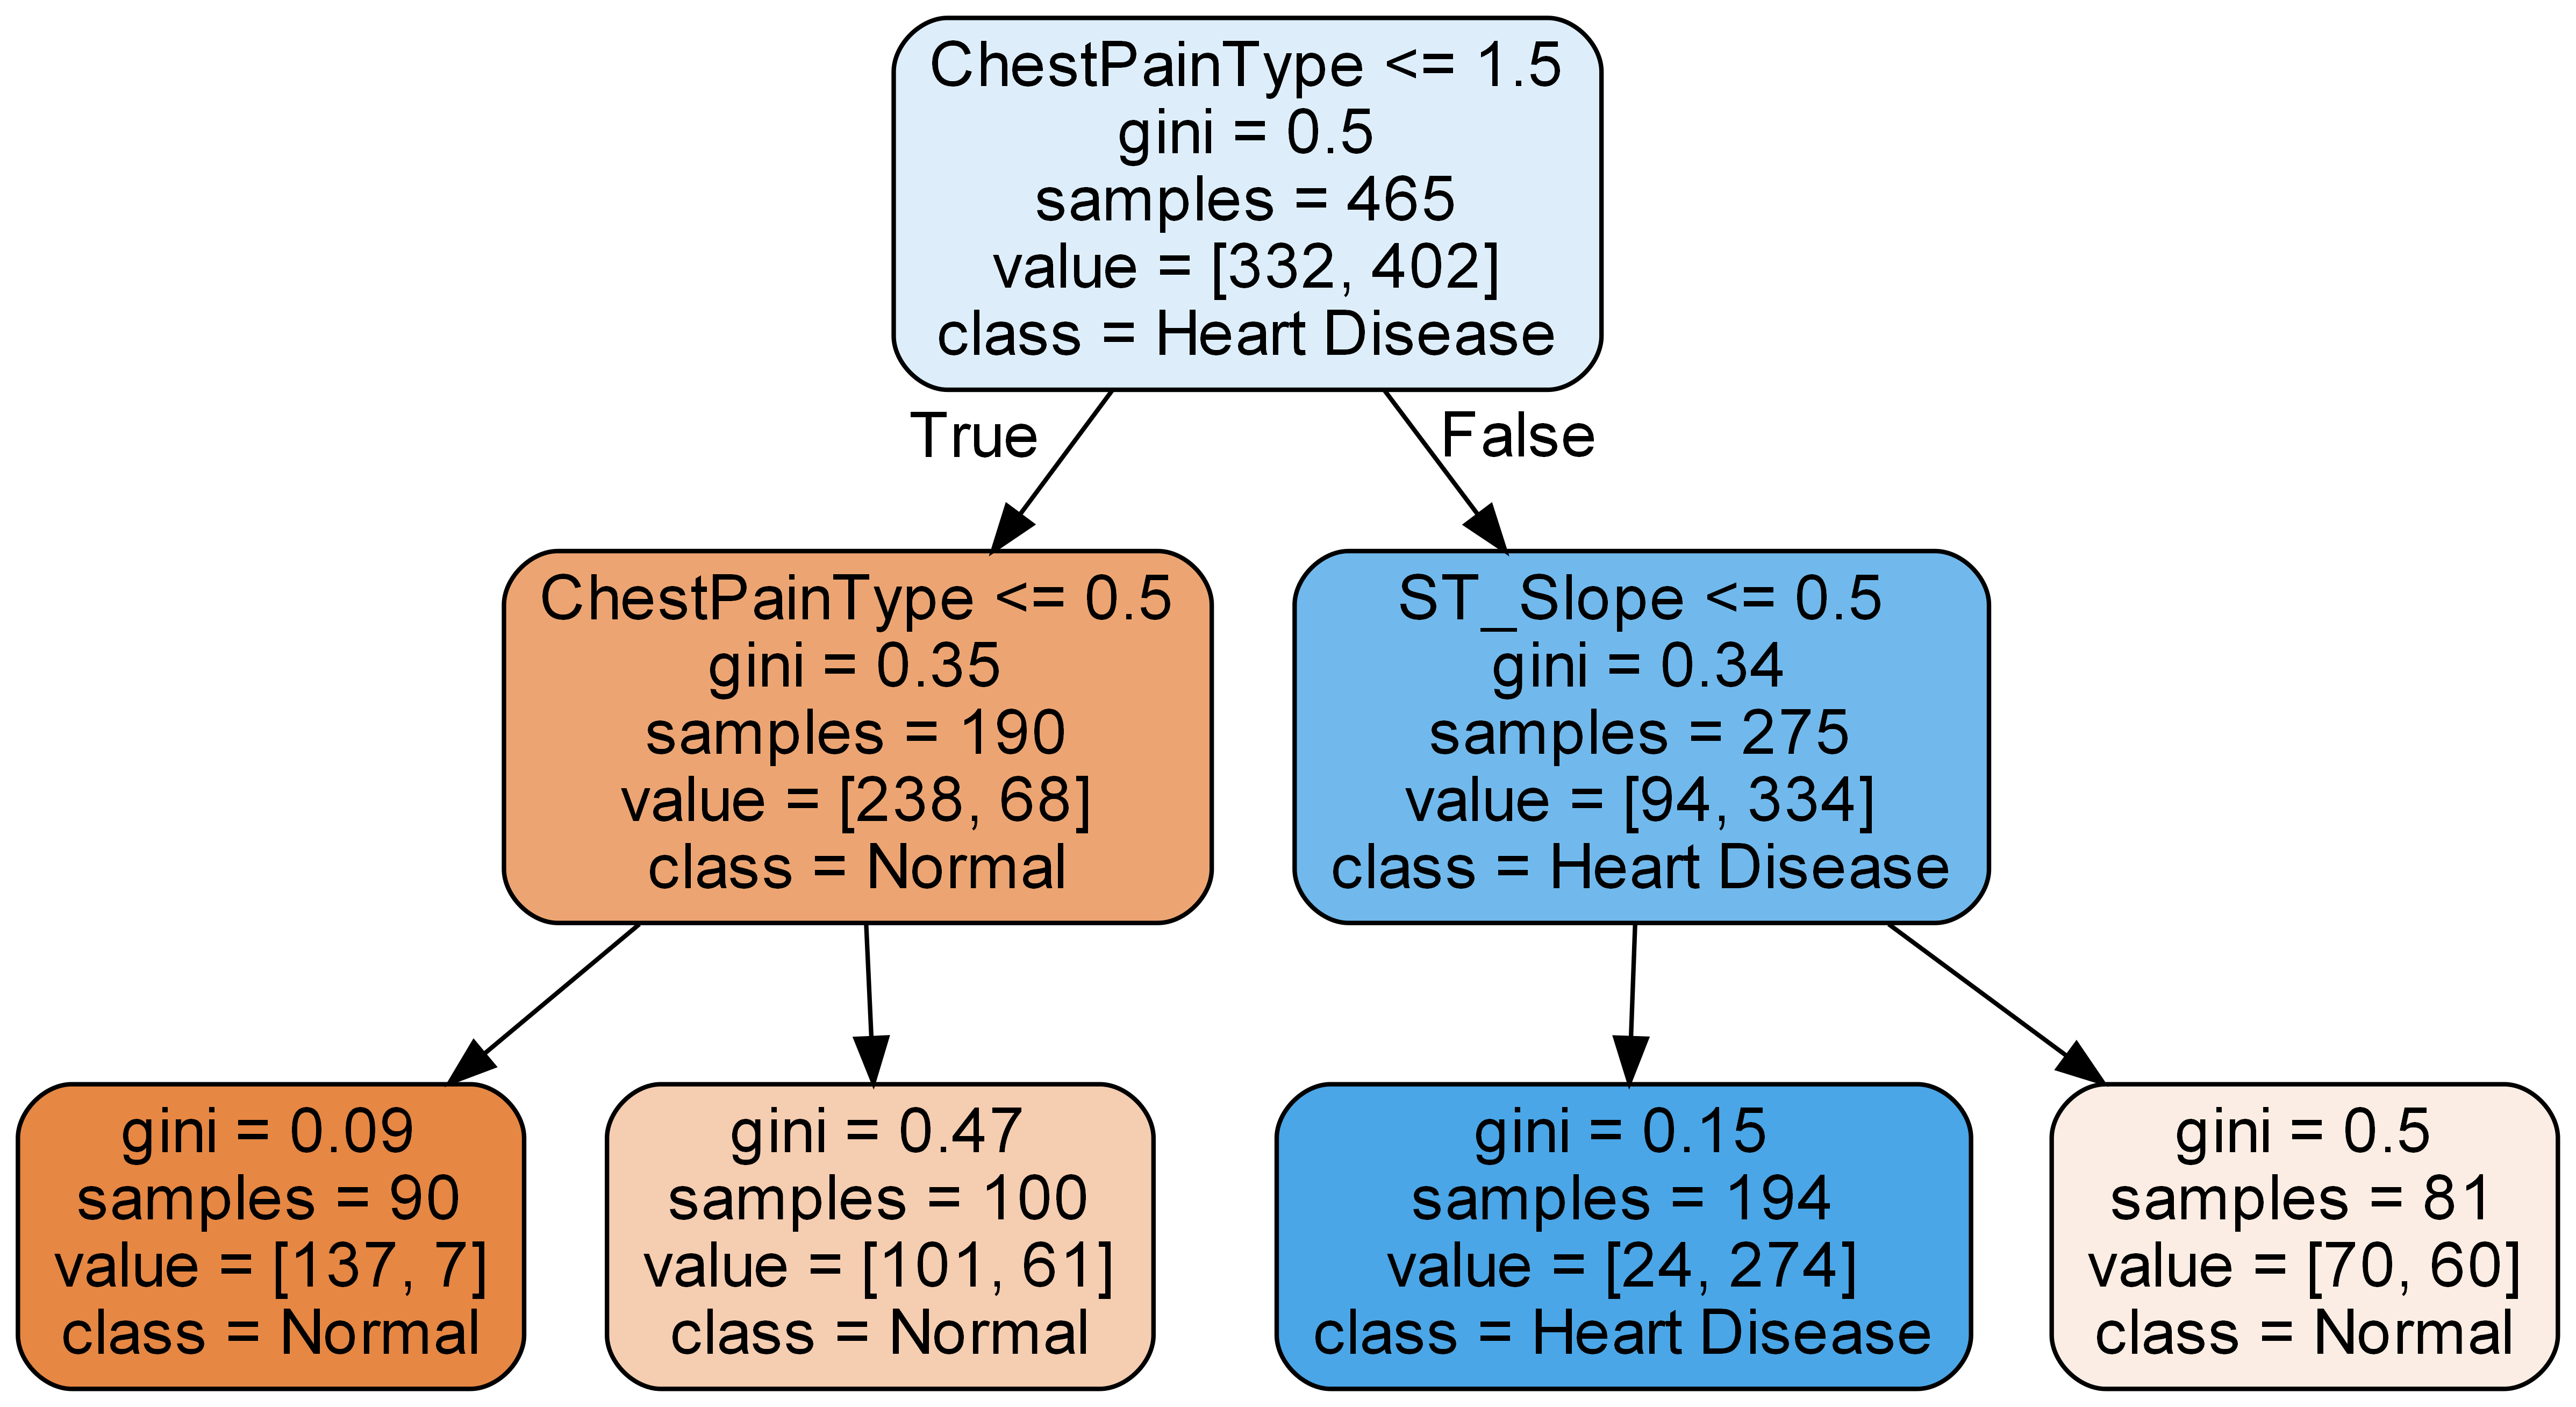 ChestPainType <= 1.5
gini = 0.5
samples = 465
value = [332, 402]
class = Heart Disease
True
False
ChestPainType <= 0.5
gini = 0.35
samples = 190
value = [238, 68]
class = Normal
ST_Slope <= 0.5
gini = 0.34
samples = 275
value = [94, 334]
class = Heart Disease
gini = 0.09
samples = 90
value = [137, 7]
class = Normal
gini = 0.47
samples = 100
value = [101, 61]
class = Normal
gini = 0.15
samples = 194
value = [24, 274]
class = Heart Disease
gini = 0.5
samples = 81
value = [70, 60]
class = Normal